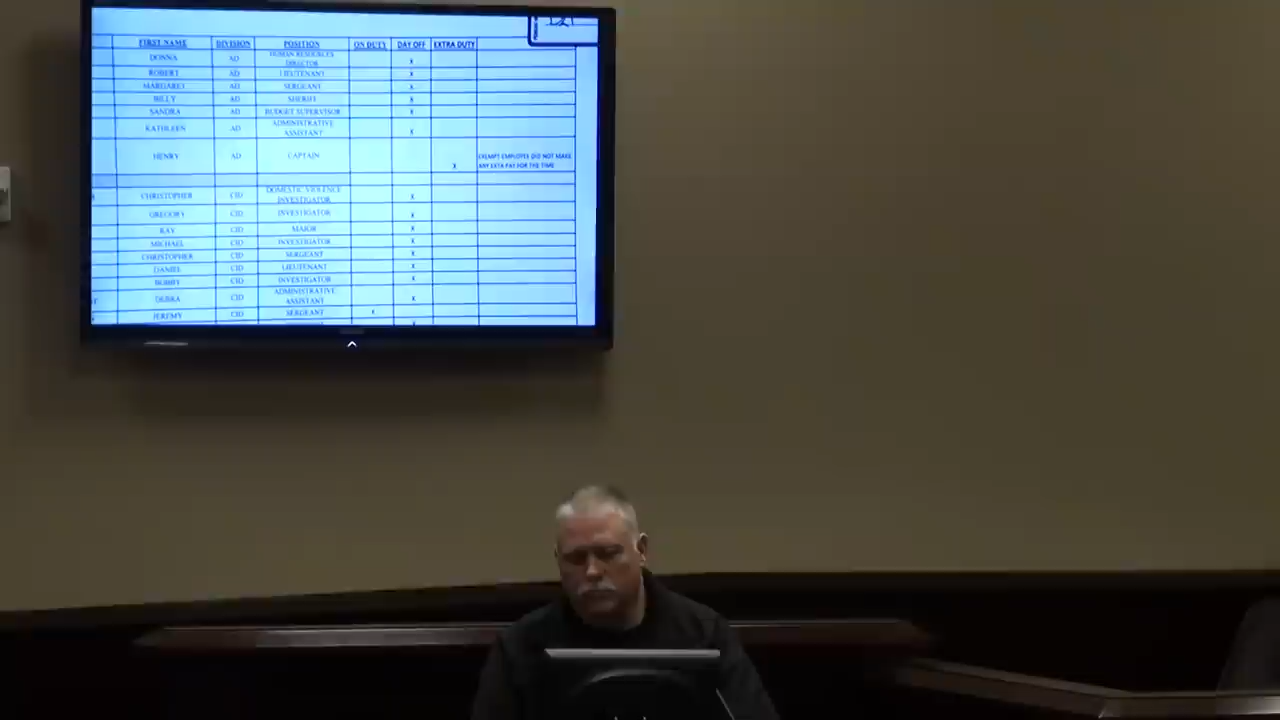 FIRST NAME DIVISION POSITION ON DUTY DAY OFF EXTRA DUTY
DONNA AD HUMAN RESOURCES DIRECTOR X
ROBERT AD LIEUTENANT X
MARGARET AD SERGEANT X
BILLY AD SHERIFF X
SANDRA AD BUDGET SUPERVISOR X
KATHLEEN AD ADMINISTRATIVE ASSISTANT X
HENRY AD CAPTAIN X EXEMPT EMPLOYEE DID NOT MAKE
ANY EXTA PAY FOR THE TIME
CHRISTOPHER CID DOMESTIC VIOLENCE INVESTIGATOR X
GREGORY CID INVESTIGATOR X
RAY CID MAJOR X
MICHAEL CID INVESTIGATOR X
CHRISTOPHER CID SERGEANT X
DANIEL CID LIEUTENANT X
BOBBY CID INVESTIGATOR X
DEBRA CID ADMINISTRATIVE ASSISTANT X
JEREMY CID SERGEANT X